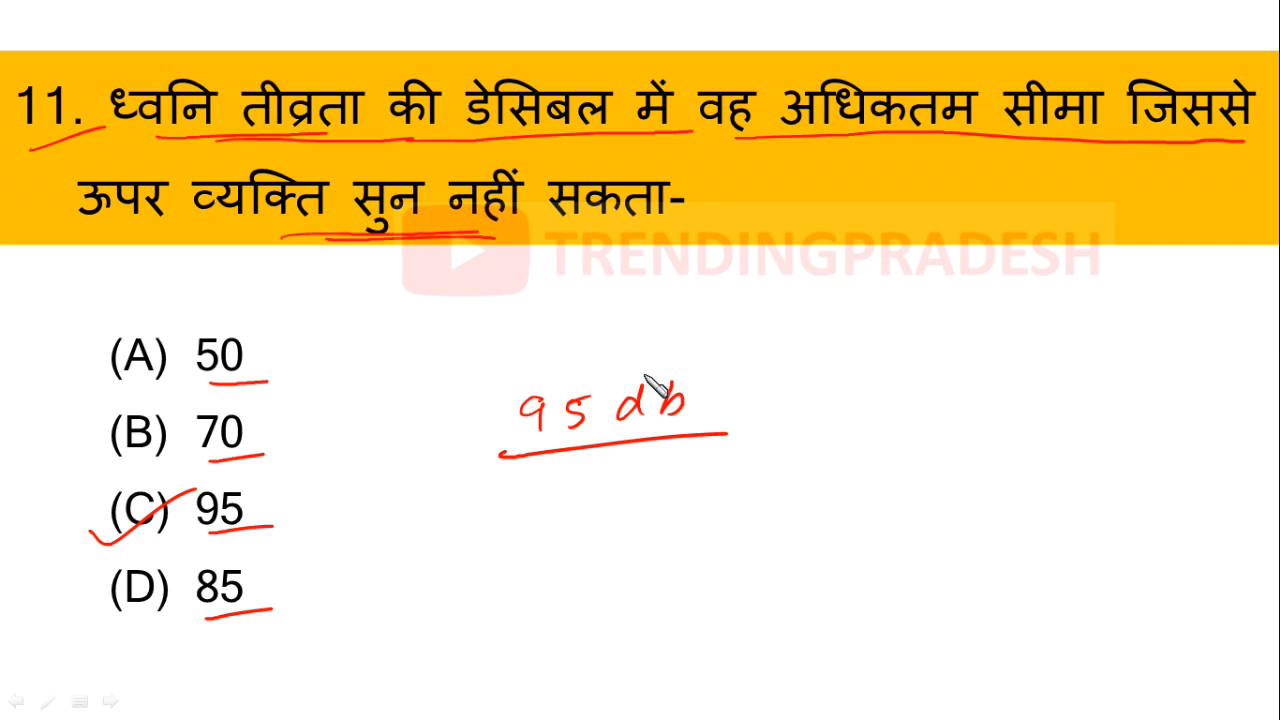 11. ध्वनि तीव्रता की डेसिबल में वह अधिकतम सीमा जिससे
ऊपर व्यक्ति सुन नहीं सकता-
TRENDINGPRADESH
(A) 50
95 db
(B) 70
(C) 95
(D) 85